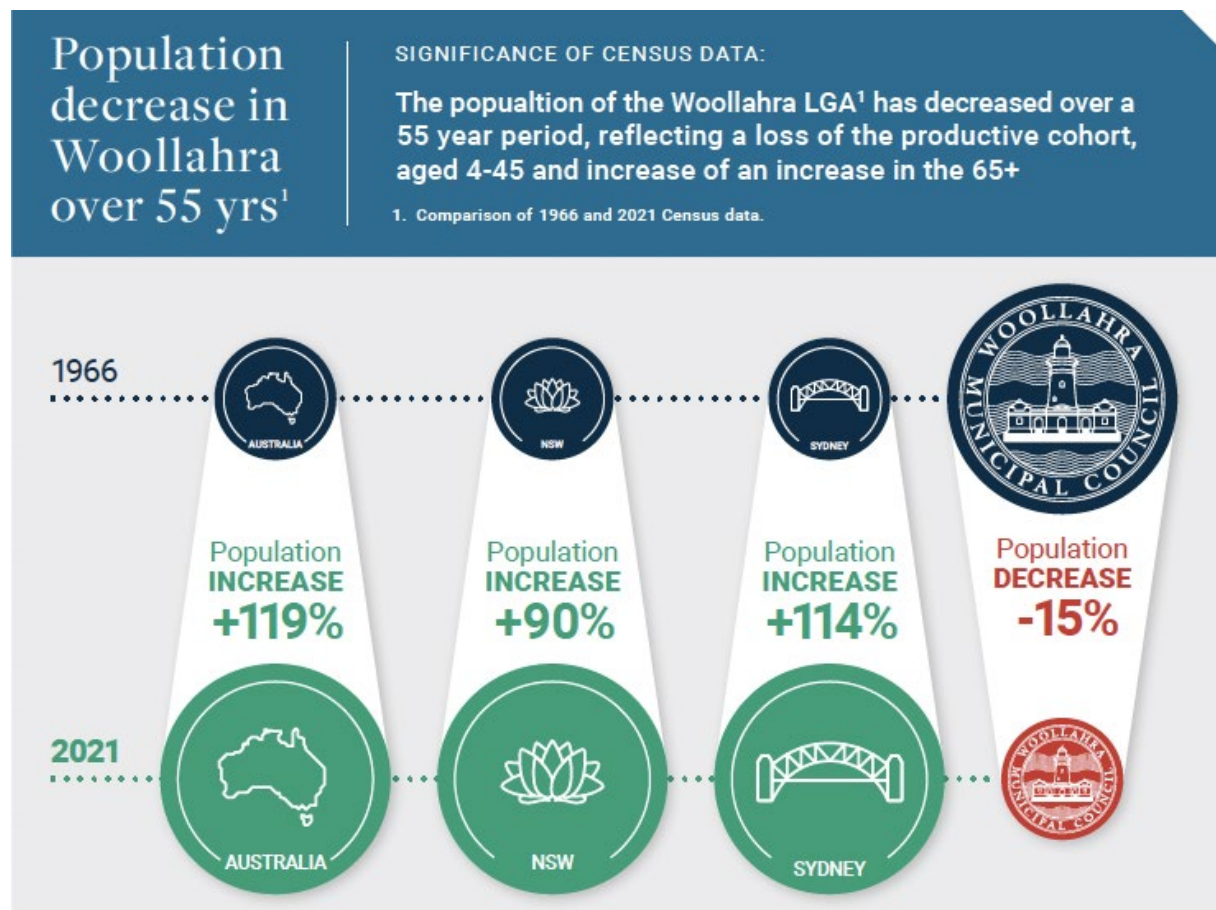 Population
decrease in
Woollahra
over 55 yrs¹
SIGNIFICANCE OF CENSUS DATA:
The popualtion of the Woollahra LGA¹ has decreased over a
55 year period, reflecting a loss of the productive cohort,
aged 4-45 and increase of an increase in the 65+
1. Comparison of 1966 and 2021 Census data.
1966
AUSTRALIA
NSW
SYDNEY
WOOLLAHRA
MUNICIPAL COUNCIL
Population
INCREASE
+119%
Population
INCREASE
+90%
Population
INCREASE
+114%
Population
DECREASE
-15%
2021
AUSTRALIA
NSW
SYDNEY
WOOLLAHRA
MUNICIPAL COUNCIL